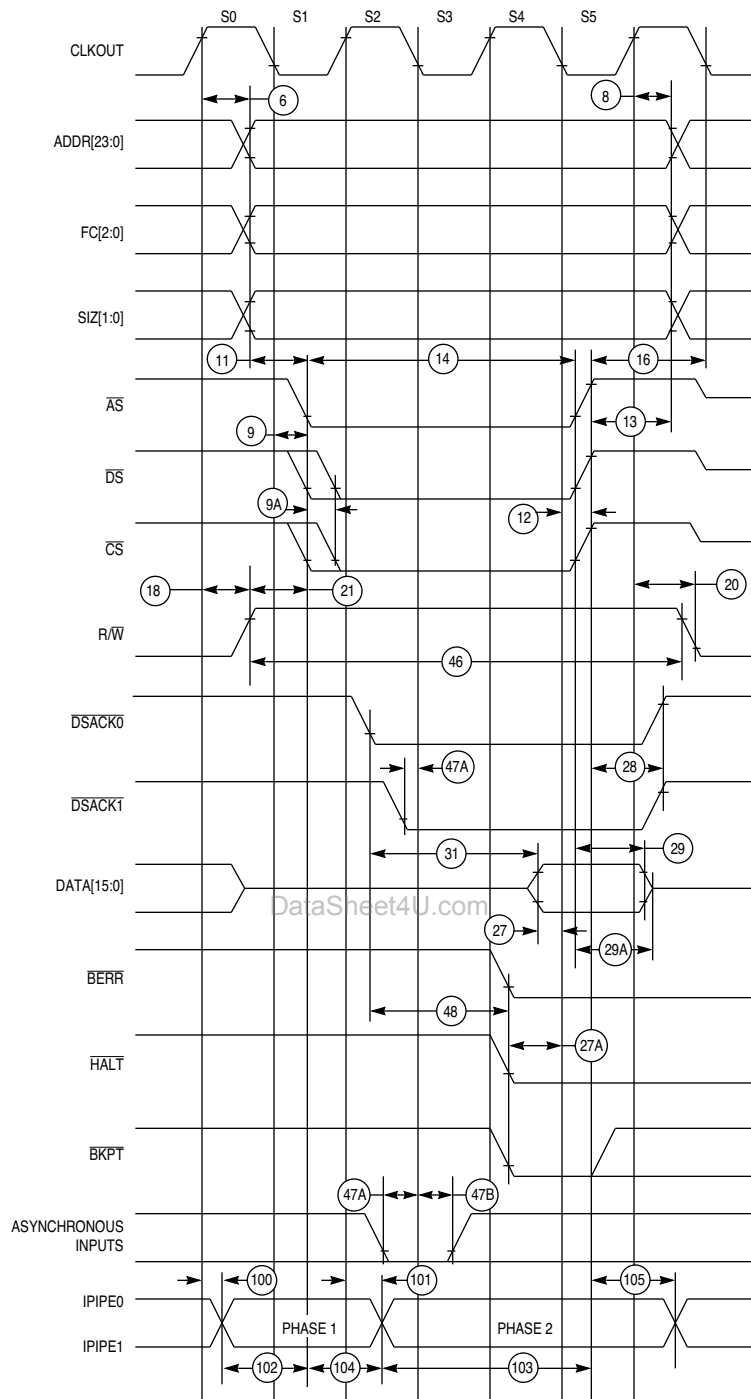 S0 S1 S2 S3 S4 S5
CLKOUT
6 8
ADDR[23:0]
FC[2:0]
SIZ[1:0]
11 14 16
AS
13
9
DS
9A 12
CS
18 21 20
R/W
46
DSACK0
47A 28
DSACK1
31 29
DATA[15:0]
DataSheet4U.com
27 29A
BERR
48
27A
HALT
BKPT
47A 47B
ASYNCHRONOUS
INPUTS
100 101 105
IPIPE0
PHASE 1 PHASE 2
IPIPE1
102 104 103